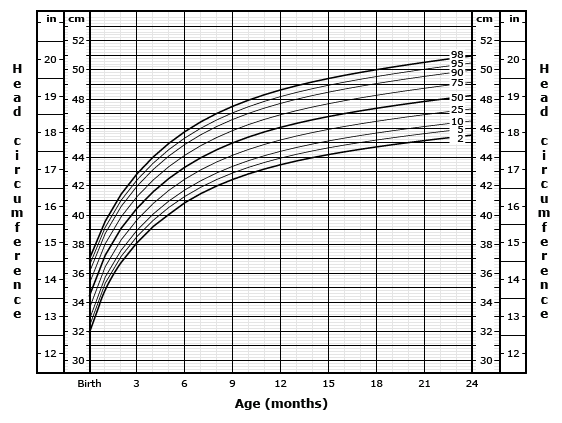 in cm cm in
52 52
20 50 50 20
19 48 48 19
18 46 46 18
44 44
17 42 42 17
16 40 40 16
15 38 38 15
36 36
14 34 34 14
13 32 32 13
12 30 30 12
98
95
90
75
50
25
10
5
2
Head circumference
Head circumference
Birth 3 6 9 12 15 18 21 24
Age (months)